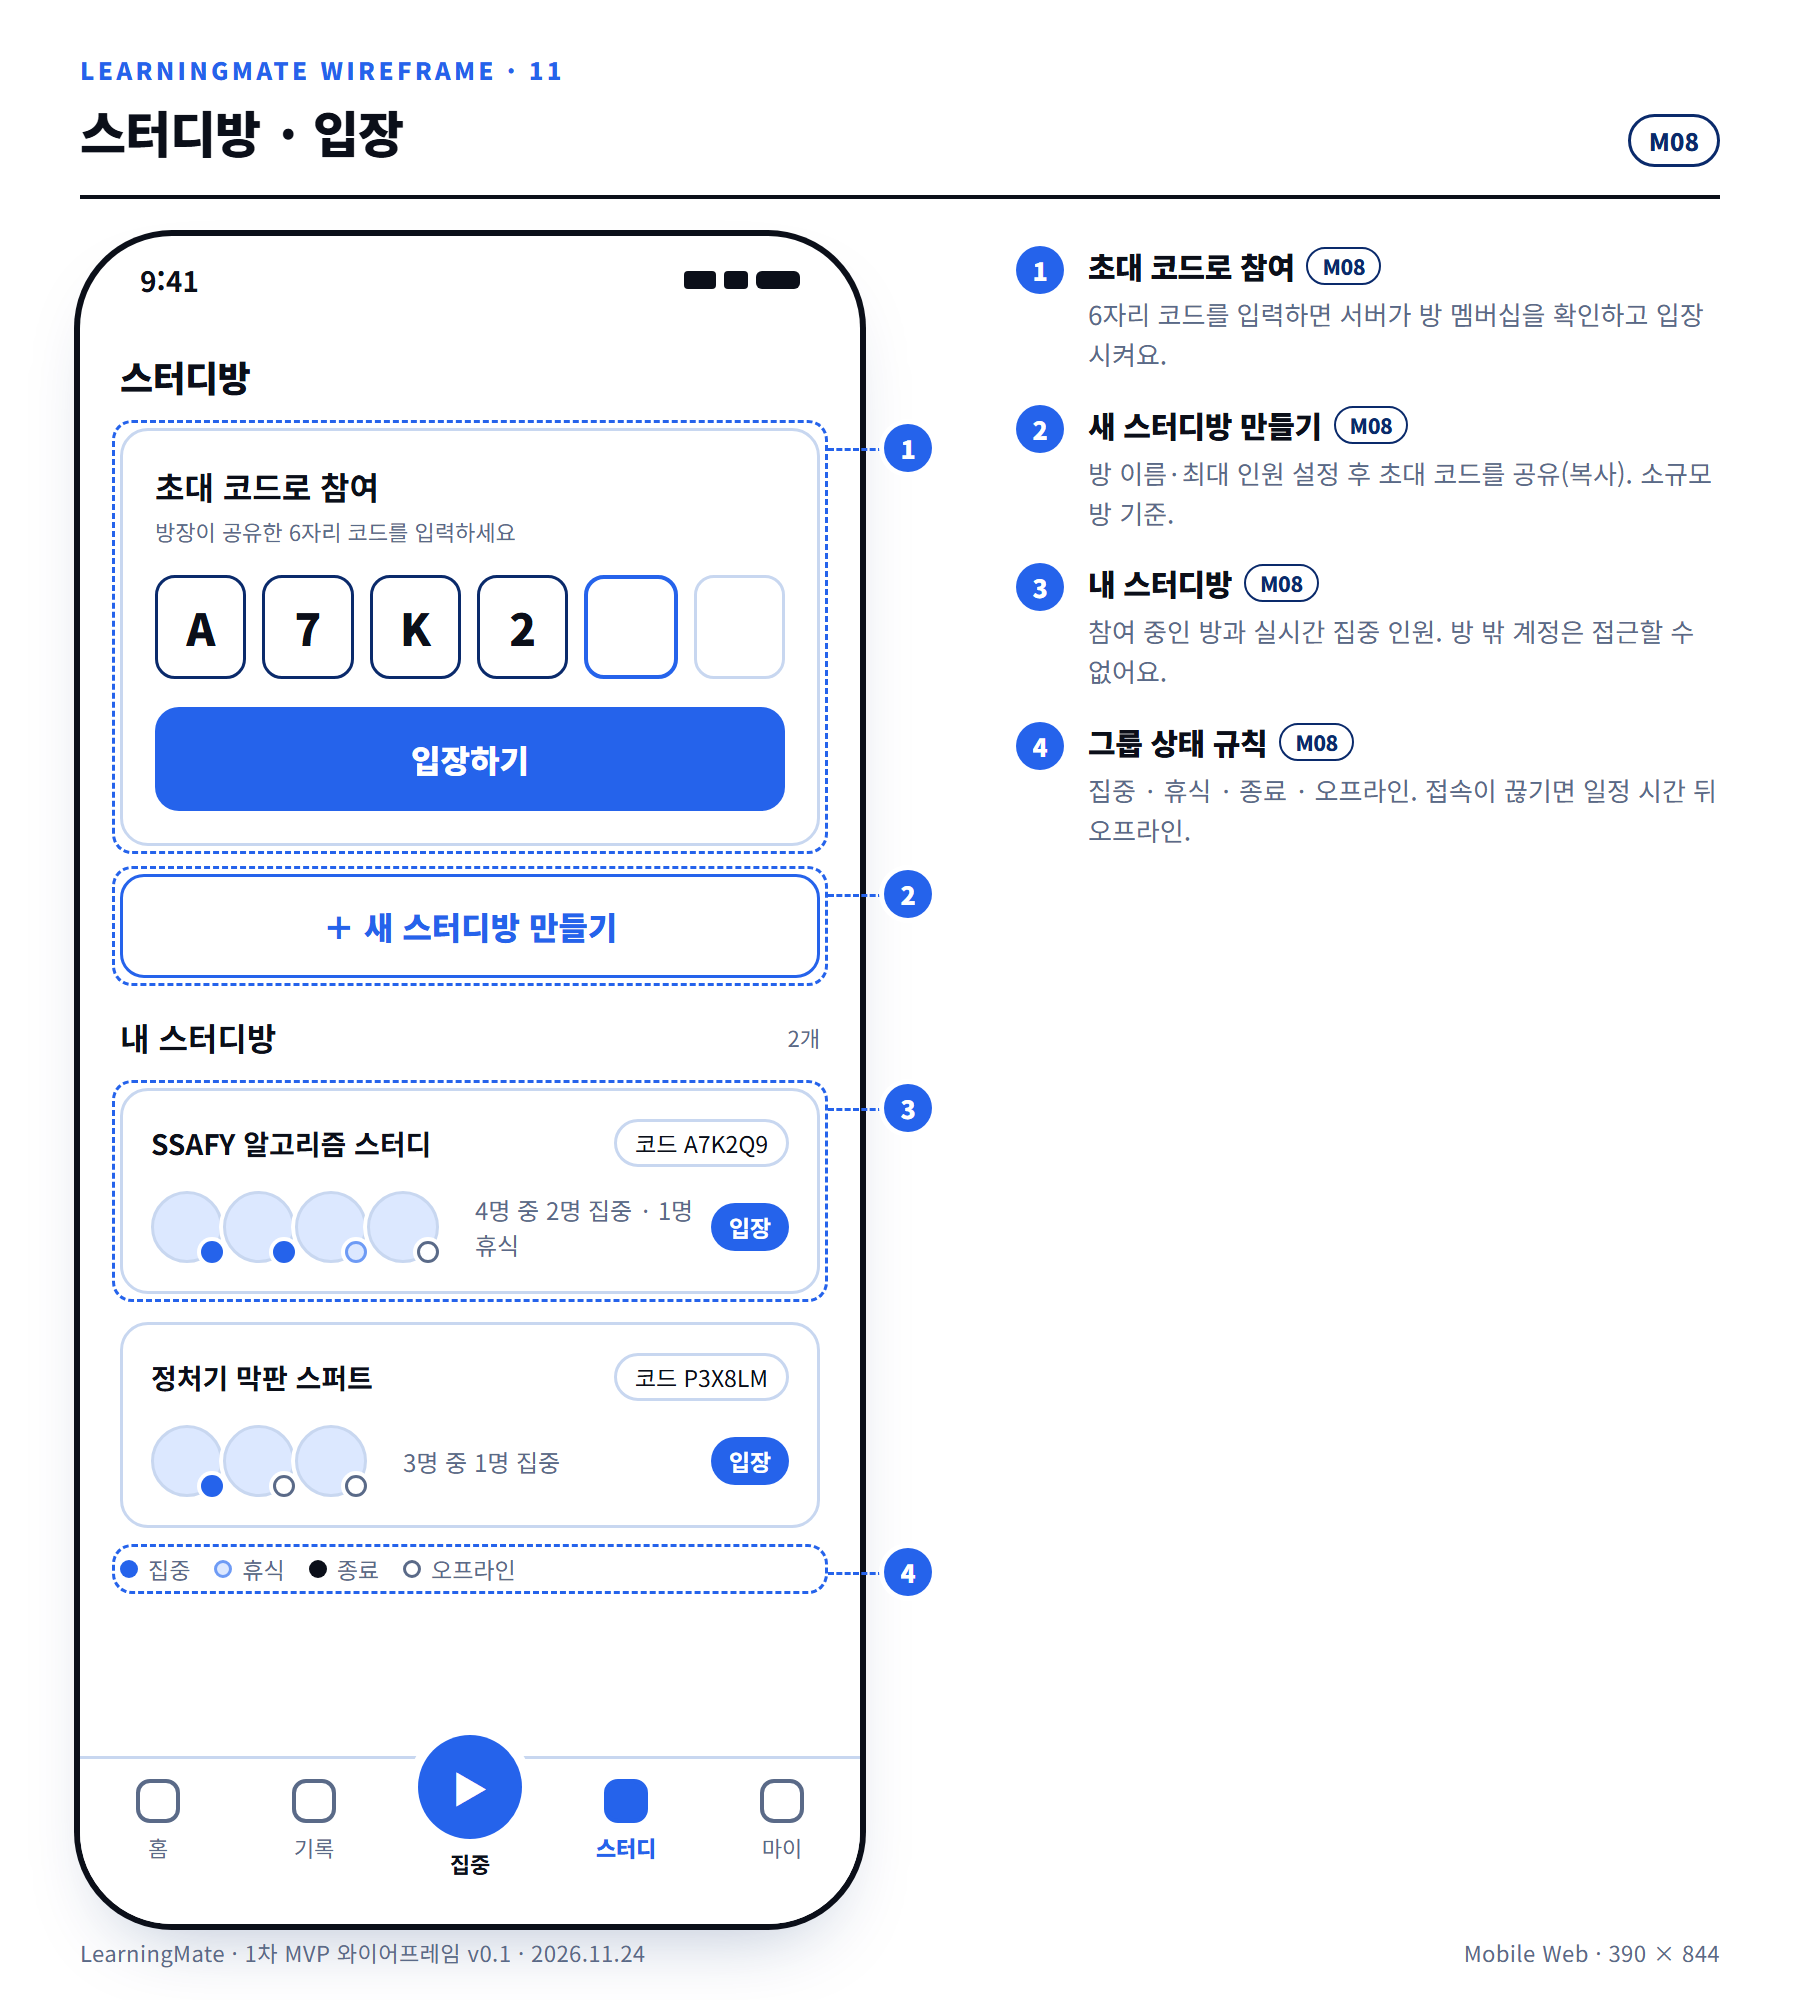 LEARNINGMATE WIREFRAME · 11
스터디방 · 입장
M08
9:41
스터디방
초대 코드로 참여
방장이 공유한 6자리 코드를 입력하세요
A 7 K 2
입장하기
+ 새 스터디방 만들기
내 스터디방
2개
SSAFY 알고리즘 스터디
코드 A7K2Q9
4명 중 2명 집중 · 1명
휴식
입장
정처기 막판 스퍼트
코드 P3X8LM
3명 중 1명 집중
입장
집중 휴식 종료 오프라인
홈
기록
집중
스터디
마이
1
2
3
4
1 초대 코드로 참여 M08
6자리 코드를 입력하면 서버가 방 멤버십을 확인하고 입장
시켜요.
2 새 스터디방 만들기 M08
방 이름·최대 인원 설정 후 초대 코드를 공유(복사). 소규모
방 기준.
3 내 스터디방 M08
참여 중인 방과 실시간 집중 인원. 방 밖 계정은 접근할 수
없어요.
4 그룹 상태 규칙 M08
집중 · 휴식 · 종료 · 오프라인. 접속이 끊기면 일정 시간 뒤
오프라인.
LearningMate · 1차 MVP 와이어프레임 v0.1 · 2026.11.24
Mobile Web · 390 × 844